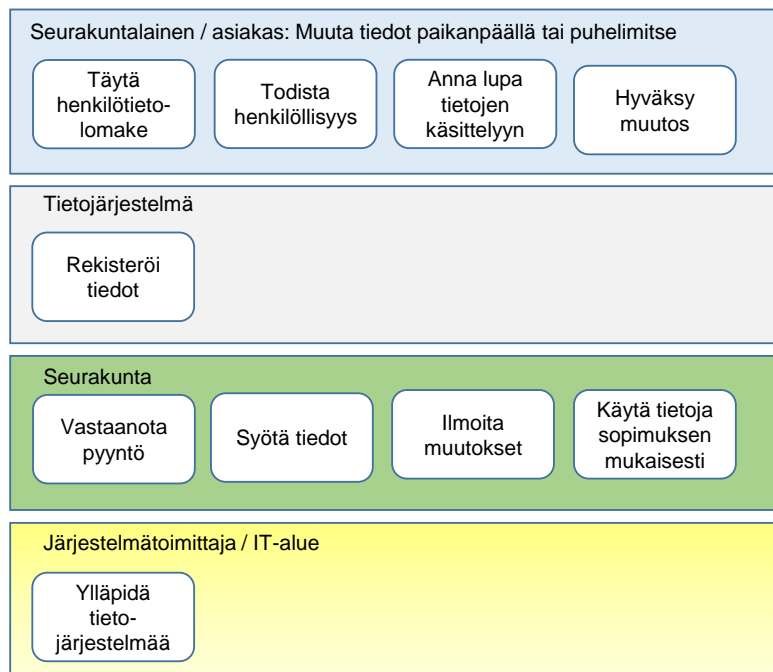 Seurakuntalainen / asiakas: Muuta tiedot paikanpäällä tai puhelimitse
Täytä
henkilötieto-
lomake
Todista
henkilöllisyys
Anna lupa
tietojen
käsittelyyn
Hyväksy
muutos
Tietojärjestelmä
Rekisteröi
tiedot
Seurakunta
Vastaanota
pyyntö
Syötä tiedot
Ilmoita
muutokset
Käytä tietoja
sopimuksen
mukaisesti
Järjestelmätoimittaja / IT-alue
Ylläpidä
tieto-
järjestelmää